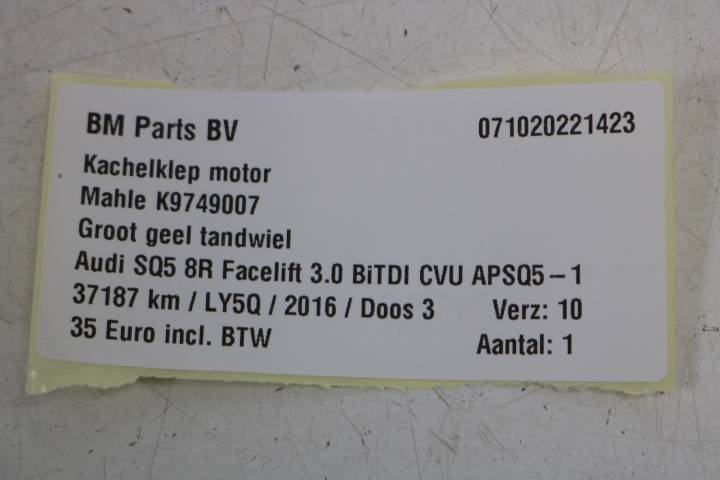 BM Parts BV 071020221423
Kachelklep motor
Mahle K9749007
Groot geel tandwiel
Audi SQ5 8R Facelift 3.0 BiTDI CVU APSQ5-1
37187 km / LY5Q / 2016 / Doos 3 Verz: 10
35 Euro incl. BTW Aantal: 1